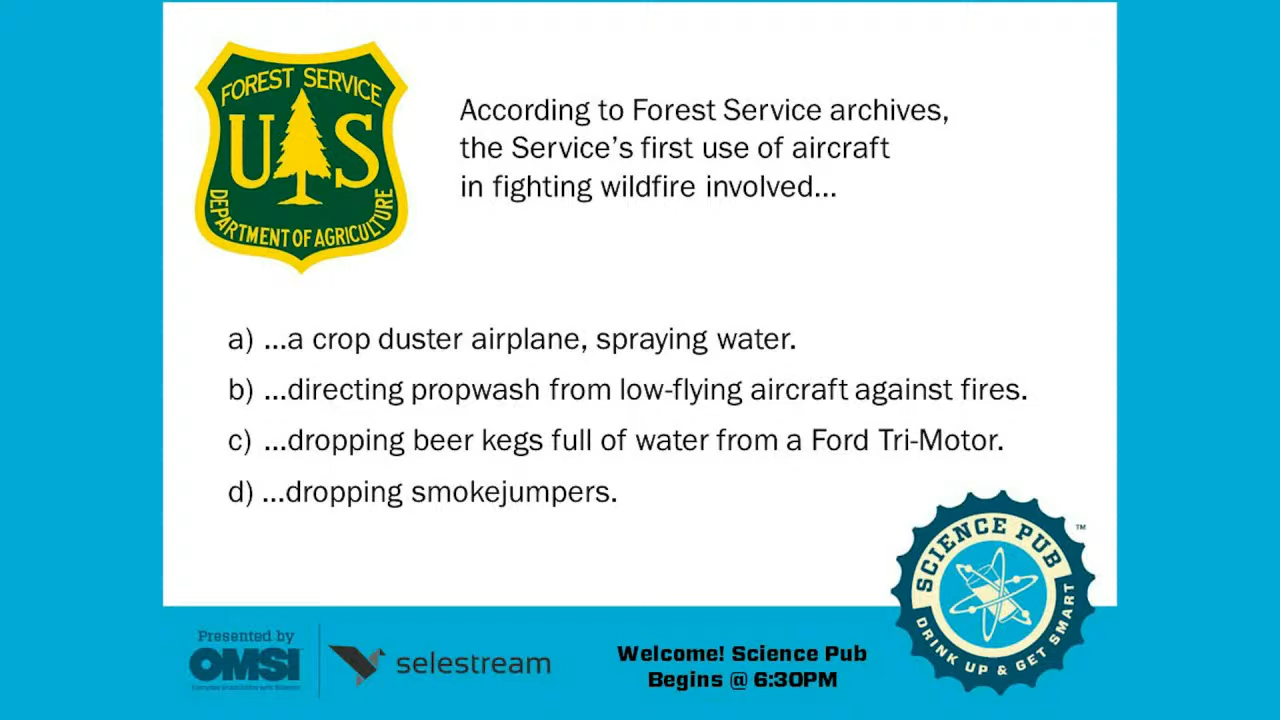 FOREST SERVICE
US
DEPARTMENT OF AGRICULTURE
According to Forest Service archives,
the Service's first use of aircraft
in fighting wildfire involved...
a) ...a crop duster airplane, spraying water.
b) ...directing propwash from low-flying aircraft against fires.
c) ...dropping beer kegs full of water from a Ford Tri-Motor.
d) ...dropping smokejumpers.
SCIENCE PUB
TM
DRINK UP & GET SMART
Presented by
OMSI
selestream
Welcome! Science Pub
Begins @ 6:30PM